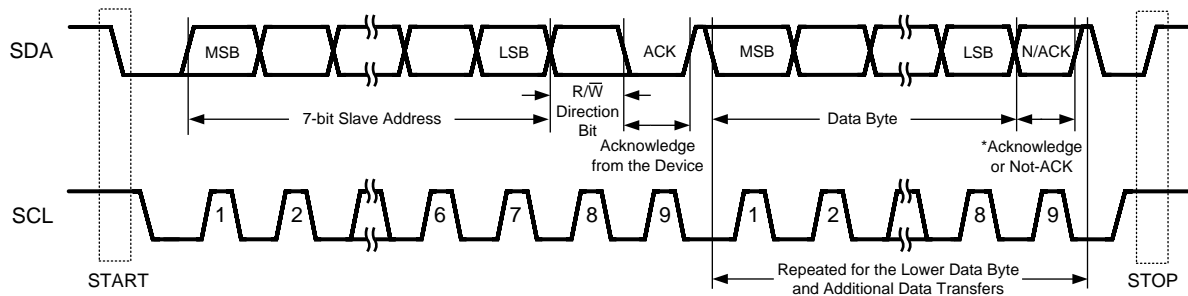 SDA
MSB
LSB
ACK
MSB
LSB
N/ACK
R/W̅
Direction
Bit
7-bit Slave Address
Data Byte
Acknowledge
from the Device
*Acknowledge
or Not-ACK
SCL
1
2
6
7
8
9
1
2
8
9
START
Repeated for the Lower Data Byte
and Additional Data Transfers
STOP